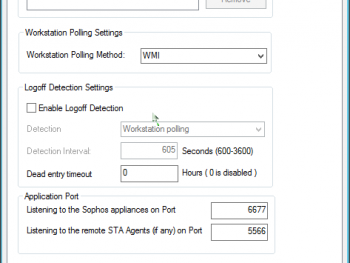 Remove
Workstation Polling Settings
Workstation Polling Method: WMI
Logoff Detection Settings
Enable Logoff Detection
Detection Workstation polling
Detection Interval: 605 Seconds (600-3600)
Dead entry timeout 0 Hours ( 0 is disabled )
Application Port
Listening to the Sophos appliances on Port 6677
Listening to the remote STA Agents (if any) on Port 5566